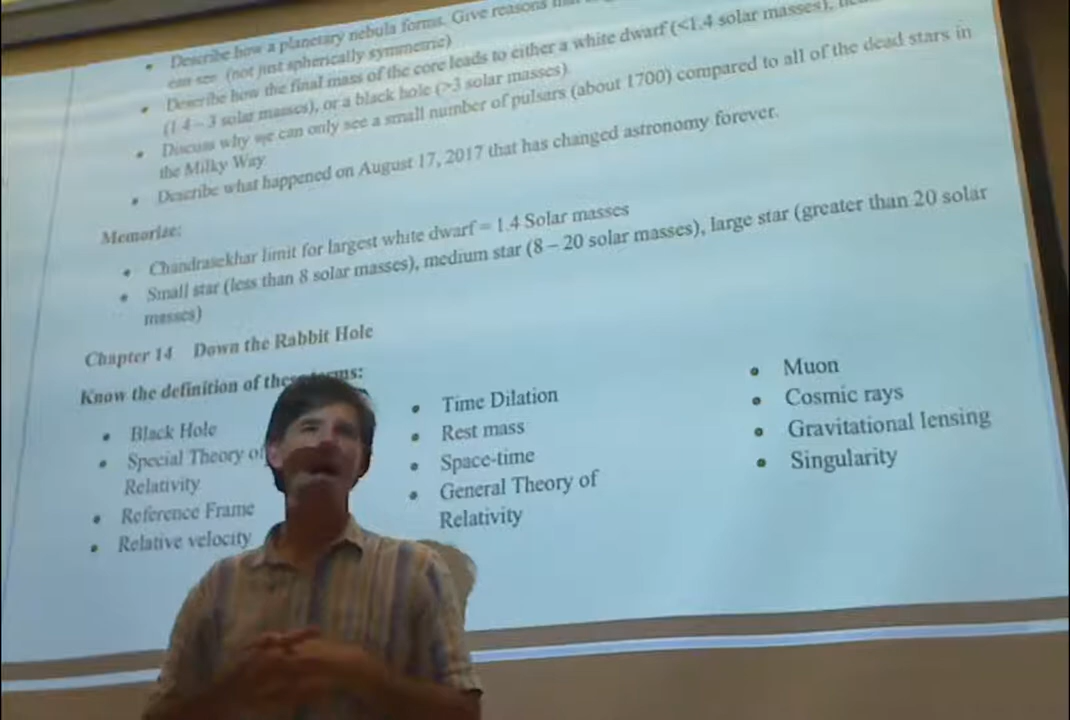 • Describe how a planetary nebula forms. Give reasons
can see (not just spherically symmetric)
• Describe how the final mass of the core leads to either a white dwarf (<1.4 solar masses),
(1.4 – 3 solar masses), or a black hole (>3 solar masses)
• Discuss why we can only see a small number of pulsars (about 1700) compared to all of the dead stars in
the Milky Way
• Describe what happened on August 17, 2017 that has changed astronomy forever.
Memorize:
• Chandrasekhar limit for largest white dwarf = 1.4 Solar masses
• Small star (less than 8 solar masses), medium star (8 – 20 solar masses), large star (greater than 20 solar
masses)
Chapter 14 Down the Rabbit Hole
Know the definition of these terms:
• Black Hole
• Special Theory of
Relativity
• Reference Frame
• Relative velocity
• Time Dilation
• Rest mass
• Space-time
• General Theory of
Relativity
• Muon
• Cosmic rays
• Gravitational lensing
• Singularity